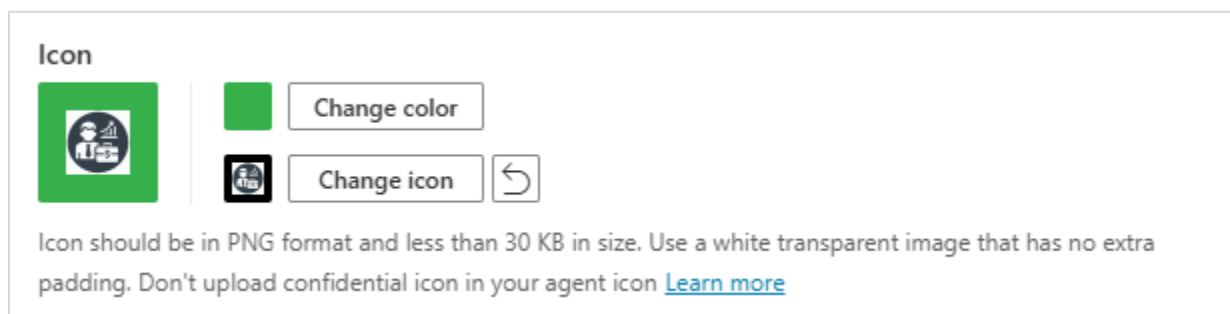 Icon
Change color
Change icon
Icon should be in PNG format and less than 30 KB in size. Use a white transparent image that has no extra
padding. Don't upload confidential icon in your agent icon Learn more